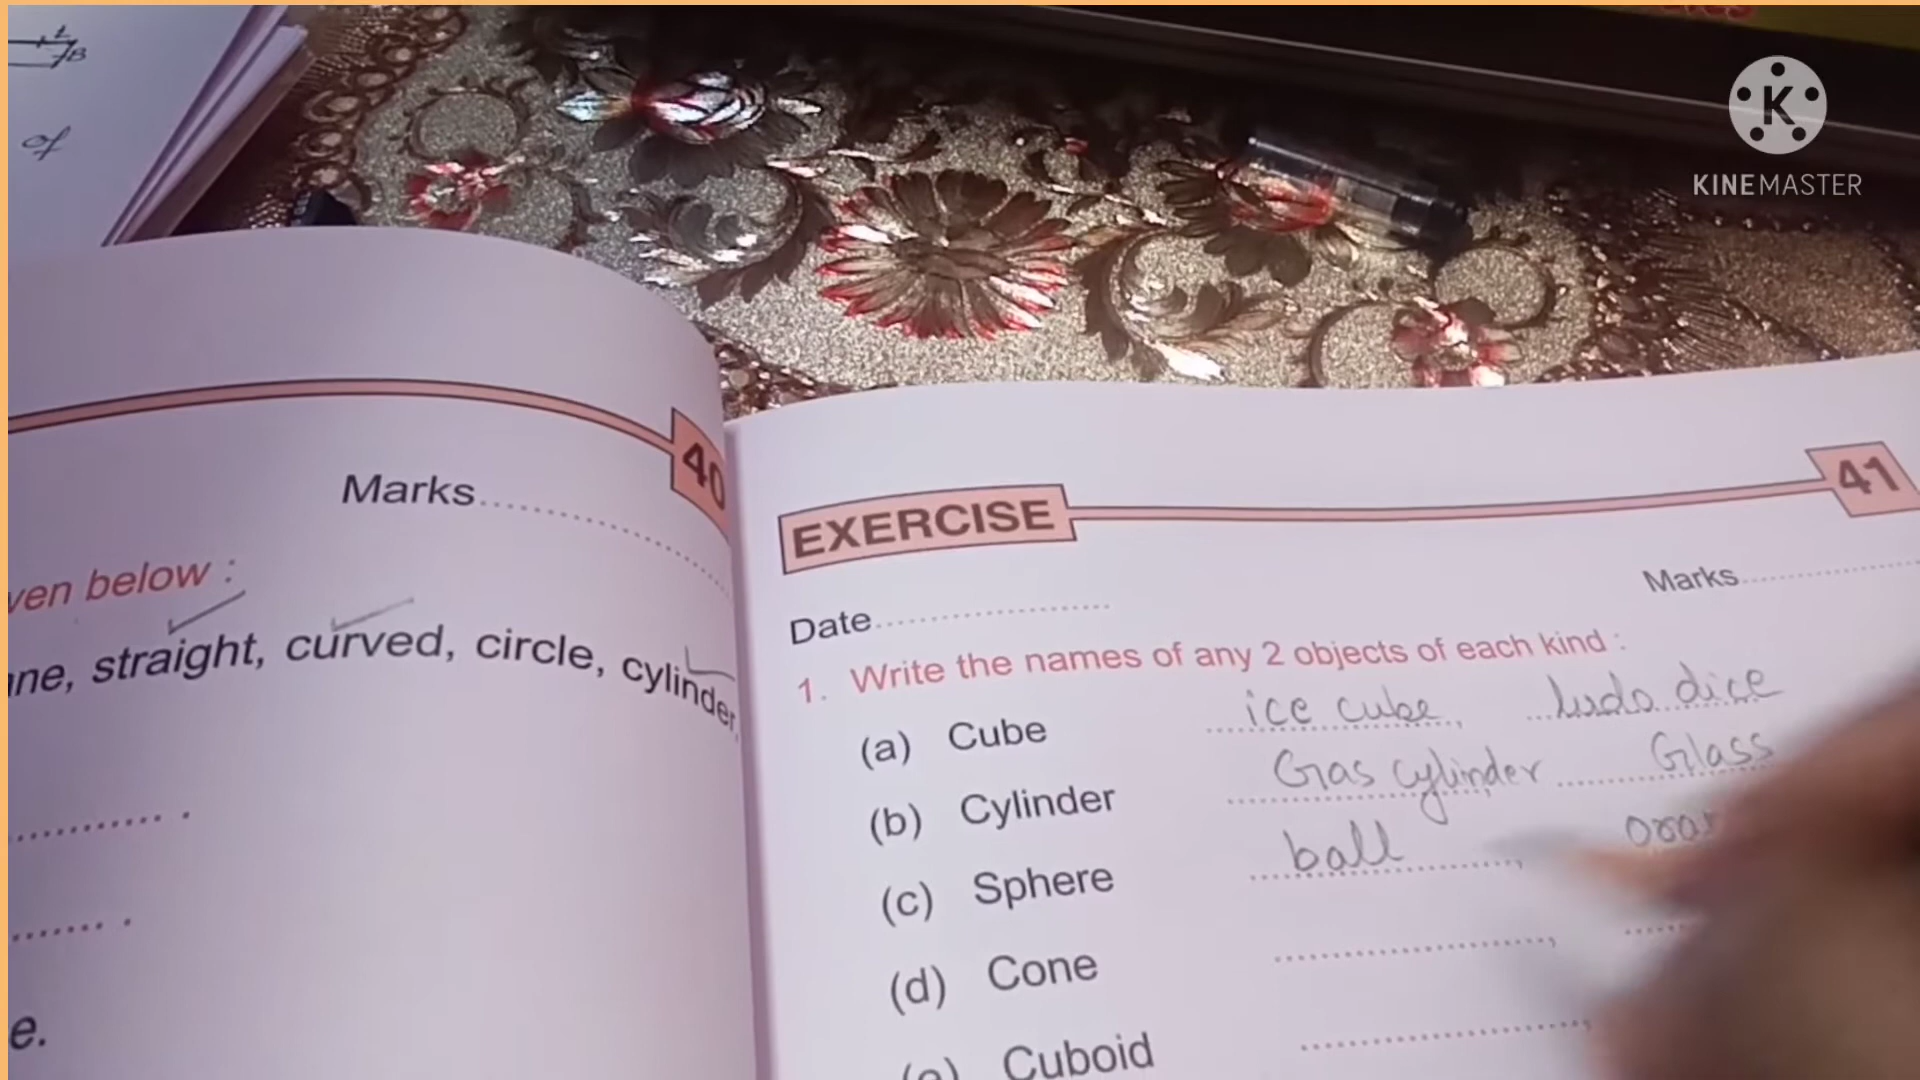 L
B
of
KINEMASTER
40
Marks
ven below :
ne, straight, curved, circle, cylinder,
e.
EXERCISE 41
Date
Marks
1. Write the names of any 2 objects of each kind :
(a) Cube ice cube, ludo dice
(b) Cylinder Gas cylinder, Glass
(c) Sphere ball,
(d) Cone ,
Cuboid ,